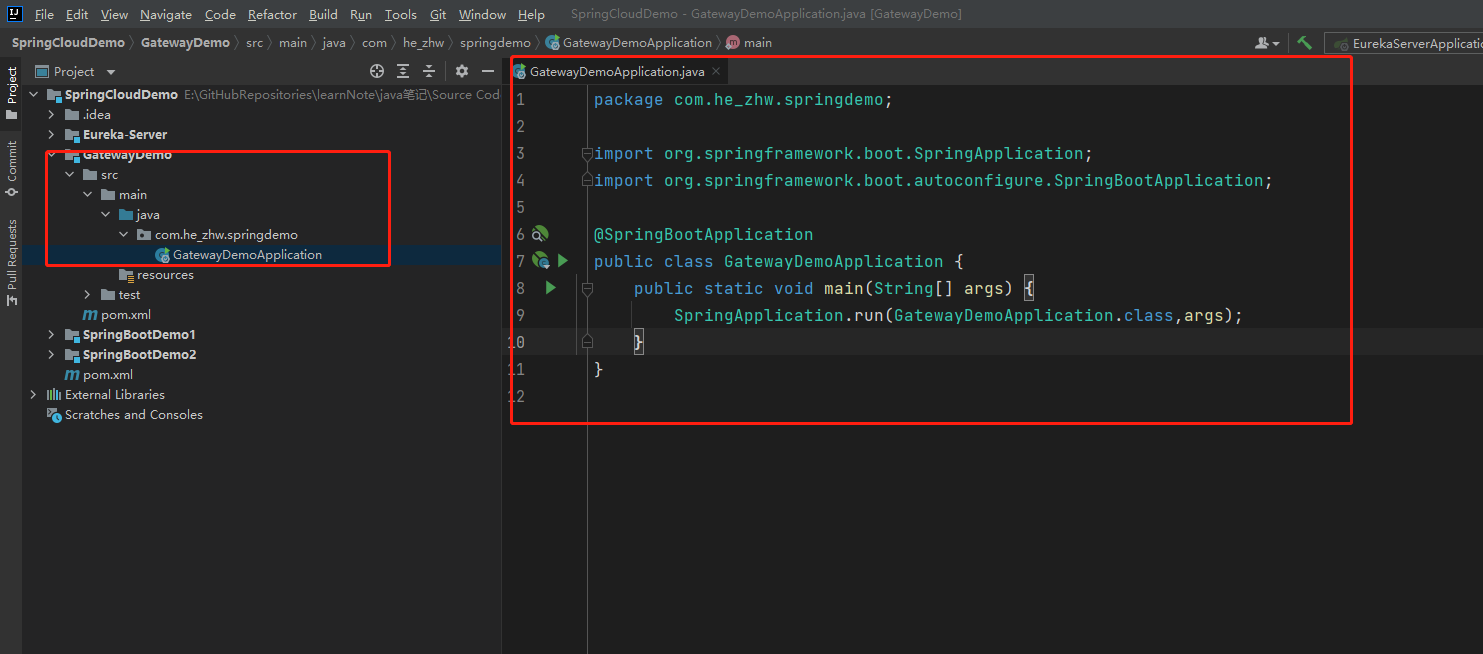 File Edit View Navigate Code Refactor Build Run Tools Git Window Help SpringCloudDemo - GatewayDemoApplication.java [GatewayDemo]
SpringCloudDemo GatewayDemo src main java com he_zhw springdemo GatewayDemoApplication main EurekaServerApplicatio
Project
Commit
Pull Requests
Project
SpringCloudDemo E:\GitHubRepositories\learnNote\java笔记\Source Cod
.idea
Eureka-Server
GatewayDemo
src
main
java
com.he_zhw.springdemo
GatewayDemoApplication
resources
test
pom.xml
SpringBootDemo1
SpringBootDemo2
pom.xml
External Libraries
Scratches and Consoles
GatewayDemoApplication.java
1 package com.he_zhw.springdemo;
2
3 import org.springframework.boot.SpringApplication;
4 import org.springframework.boot.autoconfigure.SpringBootApplication;
5
6 @SpringBootApplication
7 public class GatewayDemoApplication {
8 public static void main(String[] args) {
9 SpringApplication.run(GatewayDemoApplication.class,args);
10 }
11 }
12